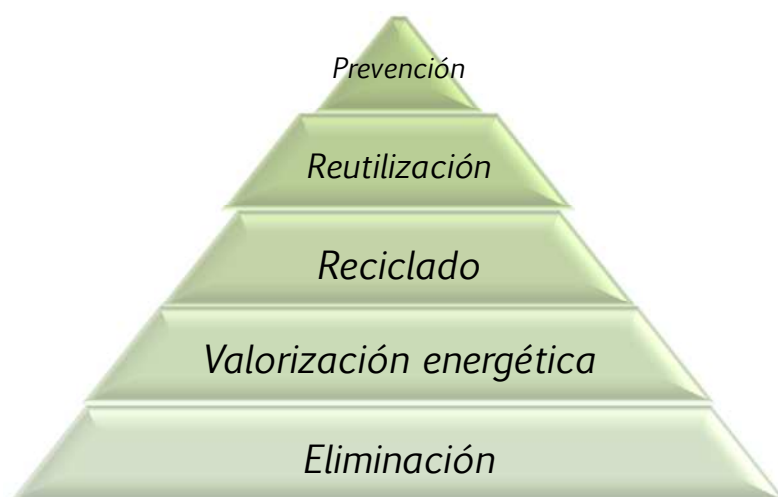 Prevención
Reutilización
Reciclado
Valorización energética
Eliminación